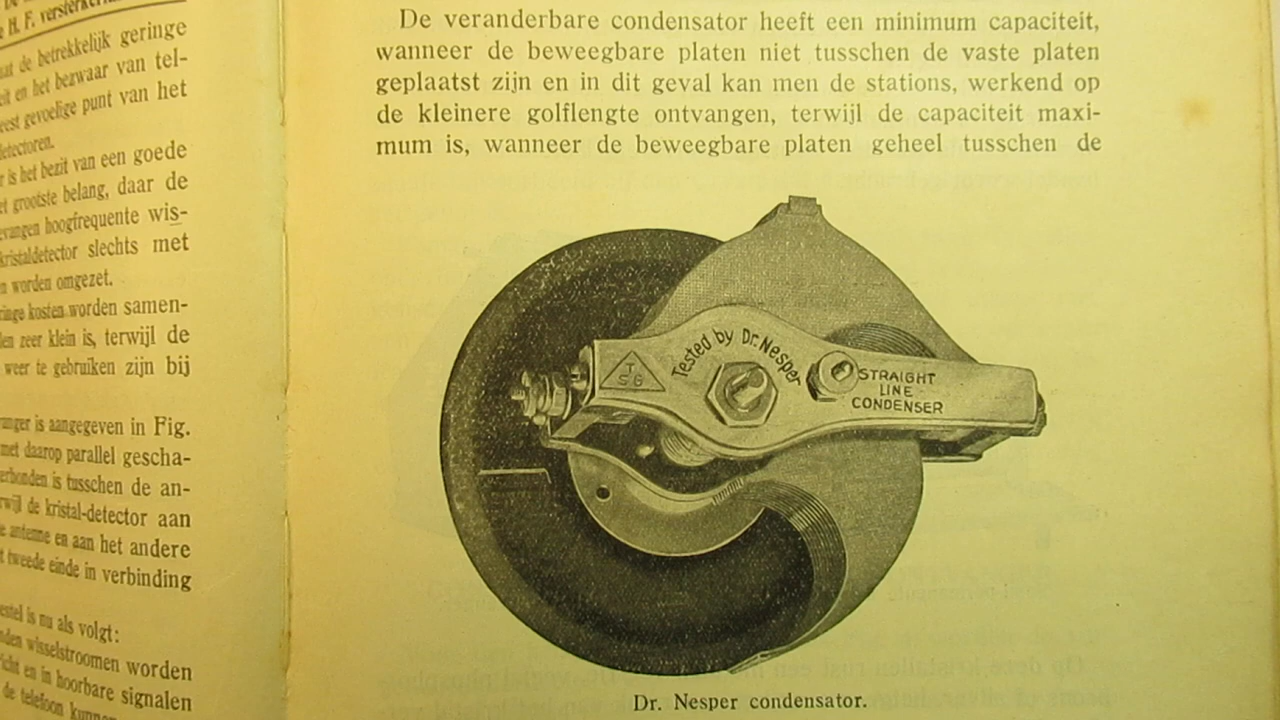 H. F.
de betrekkelijk geringe
en het bezwaar van tel-
gevoelige punt van het
is het bezit van een goede
grootste belang, daar de
hoogfrequente wis-
kristaldetector slechts met
worden omgezet.
kosten worden samen-
zeer klein is, terwijl de
weer te gebruiken zijn bij
is aangegeven in Fig.
met daarop parallel gescha-
is tusschen de an-
de kristal-detector aan
antenne en aan het andere
tweede einde in verbinding
is nu als volgt:
wisselstroomen worden
en in hoorbare signalen
de telefoon
De veranderbare condensator heeft een minimum capaciteit,
wanneer de beweegbare platen niet tusschen de vaste platen
geplaatst zijn en in dit geval kan men de stations, werkend op
de kleinere golflengte ontvangen, terwijl de capaciteit maxi-
mum is, wanneer de beweegbare platen geheel tusschen de
T
S G
Tested by Dr. Nesper
STRAIGHT
LINE
CONDENSER
Dr. Nesper condensator.